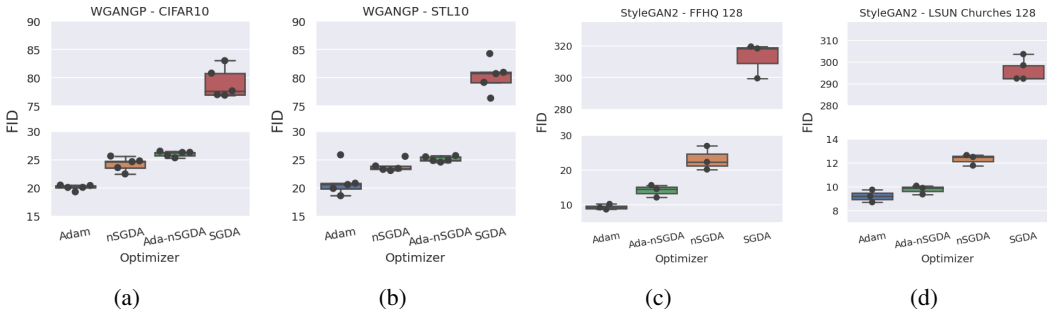 WGANGP - CIFAR10
90
85
80
75
FID
30
25
20
15
Adam
nSGDA
Ada-nSGDA
SGDA
Optimizer
(a)
WGANGP - STL10
90
85
80
75
FID
30
25
20
15
Adam
nSGDA
Ada-nSGDA
SGDA
Optimizer
(b)
StyleGAN2 - FFHQ 128
320
300
280
FID
30
20
10
Adam
Ada-nSGDA
nSGDA
SGDA
Optimizer
(c)
StyleGAN2 - LSUN Churches 128
310
305
300
295
290
285
280
FID
14
12
10
8
Adam
Ada-nSGDA
nSGDA
SGDA
Optimizer
(d)